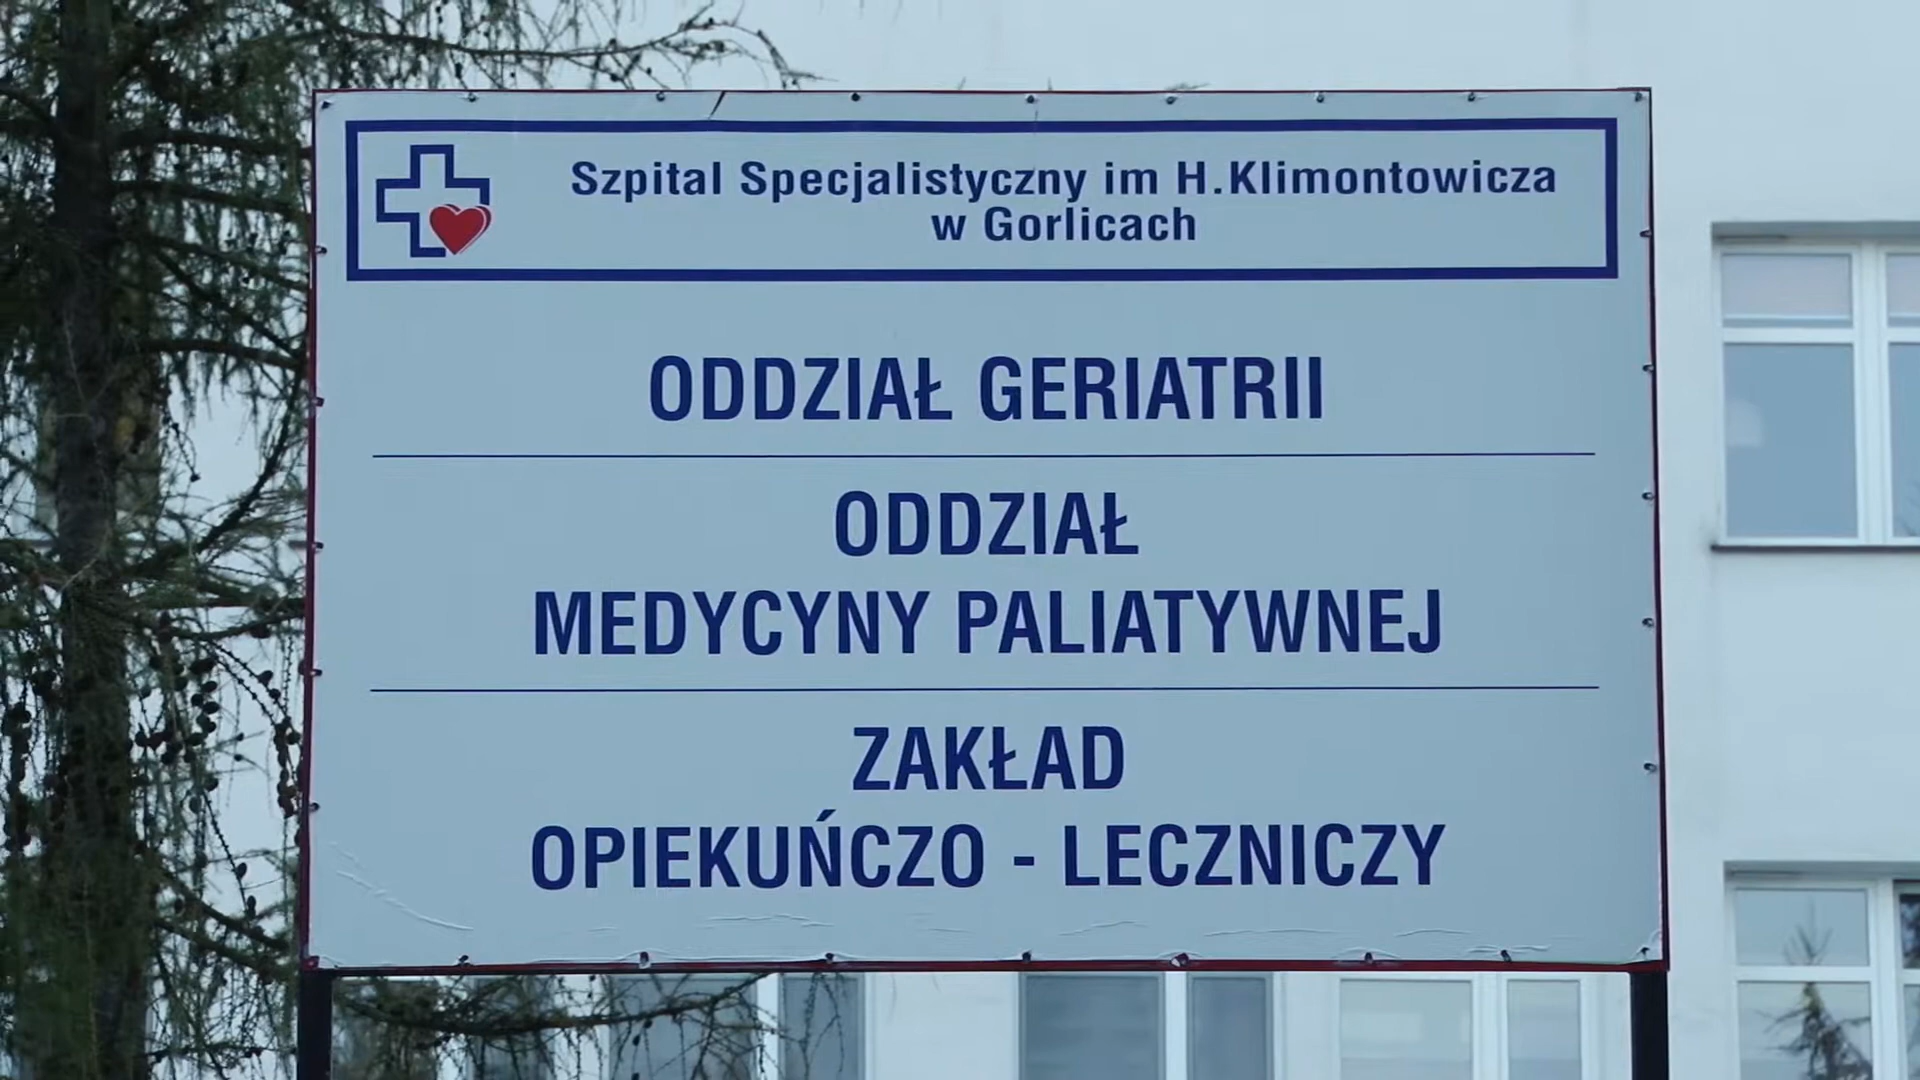 Szpital Specjalistyczny im H.Klimontowicza
w Gorlicach
ODDZIAŁ GERIATRII
ODDZIAŁ
MEDYCYNY PALIATYWNEJ
ZAKŁAD
OPIEKUŃCZO - LECZNICZY